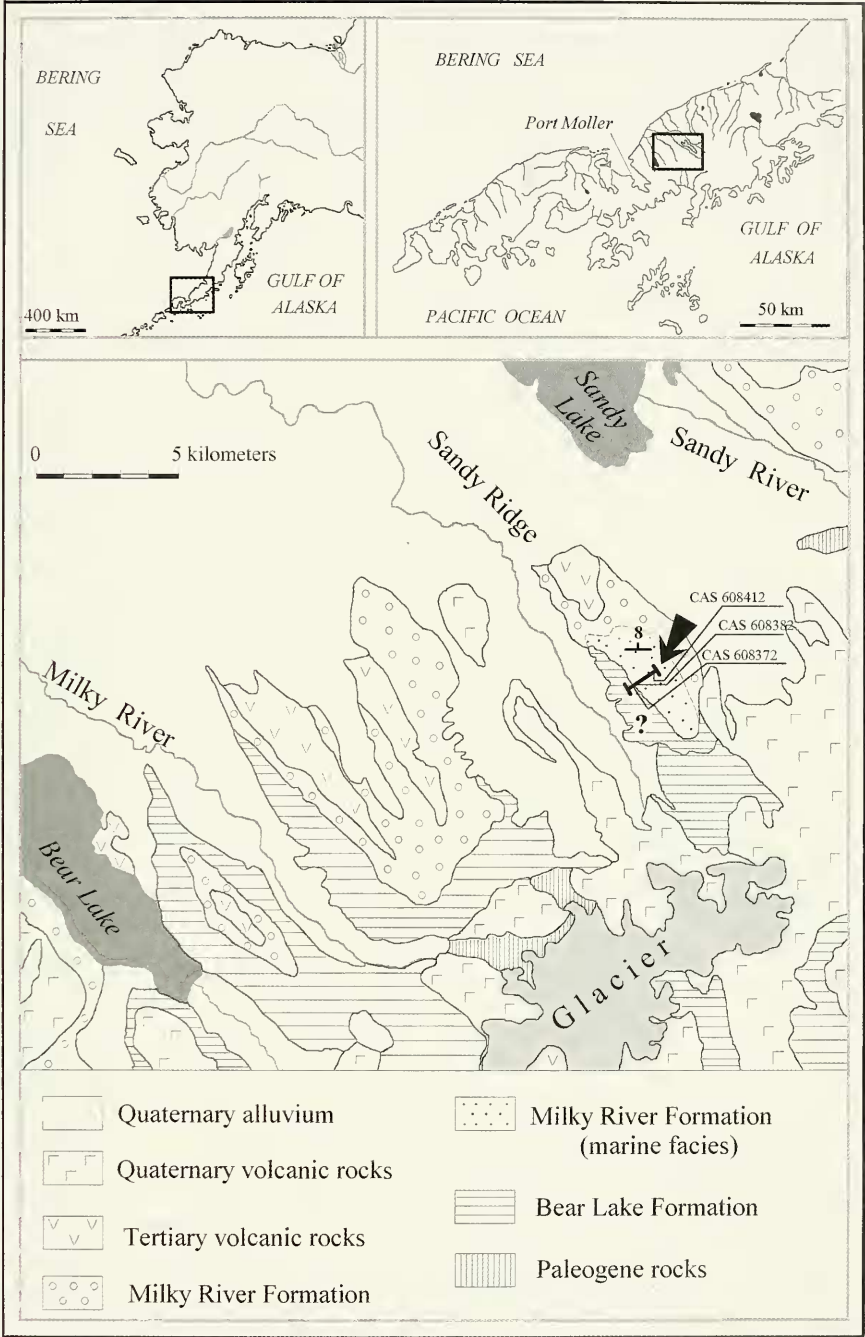 BERING
SEA
GULF OF
ALASKA
400 km
BERING SEA
Port Moller
GULF OF
ALASKA
PACIFIC OCEAN
50 km
0 5 kilometers
Sandy
Lake
Sandy River
Sandy Ridge
CAS 608412
CAS 608382
CAS 608372
8
?
Milky River
Bear Lake
Glacier
Quaternary alluvium
Quaternary volcanic rocks
Tertiary volcanic rocks
Milky River Formation
Milky River Formation
(marine facies)
Bear Lake Formation
Paleogene rocks